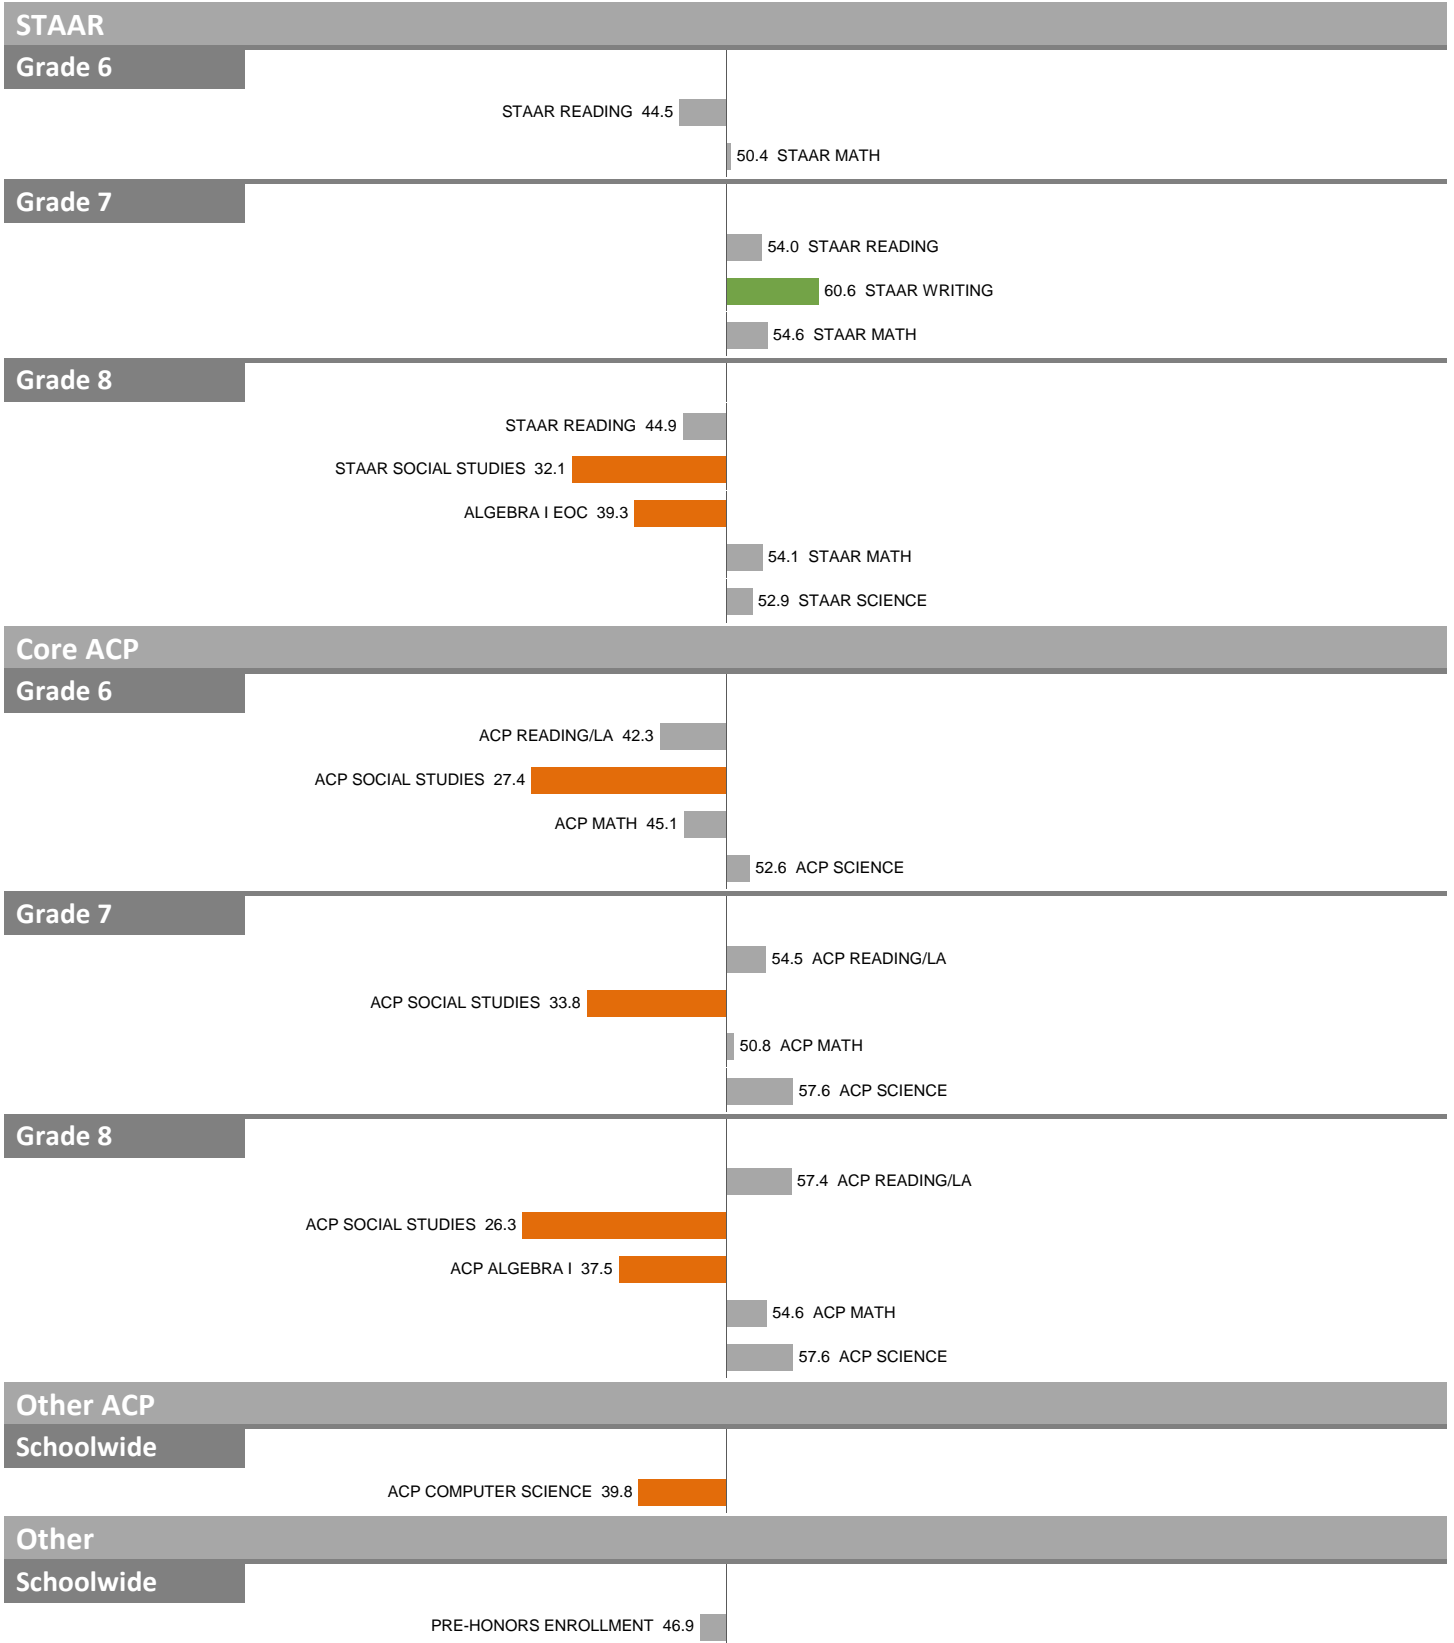 STAAR
Grade 6
STAAR READING 44.5
50.4 STAAR MATH
Grade 7
54.0 STAAR READING
60.6 STAAR WRITING
54.6 STAAR MATH
Grade 8
STAAR READING 44.9
STAAR SOCIAL STUDIES 32.1
ALGEBRA I EOC 39.3
54.1 STAAR MATH
52.9 STAAR SCIENCE
Core ACP
Grade 6
ACP READING/LA 42.3
ACP SOCIAL STUDIES 27.4
ACP MATH 45.1
52.6 ACP SCIENCE
Grade 7
54.5 ACP READING/LA
ACP SOCIAL STUDIES 33.8
50.8 ACP MATH
57.6 ACP SCIENCE
Grade 8
57.4 ACP READING/LA
ACP SOCIAL STUDIES 26.3
ACP ALGEBRA I 37.5
54.6 ACP MATH
57.6 ACP SCIENCE
Other ACP
Schoolwide
ACP COMPUTER SCIENCE 39.8
Other
Schoolwide
PRE-HONORS ENROLLMENT 46.9